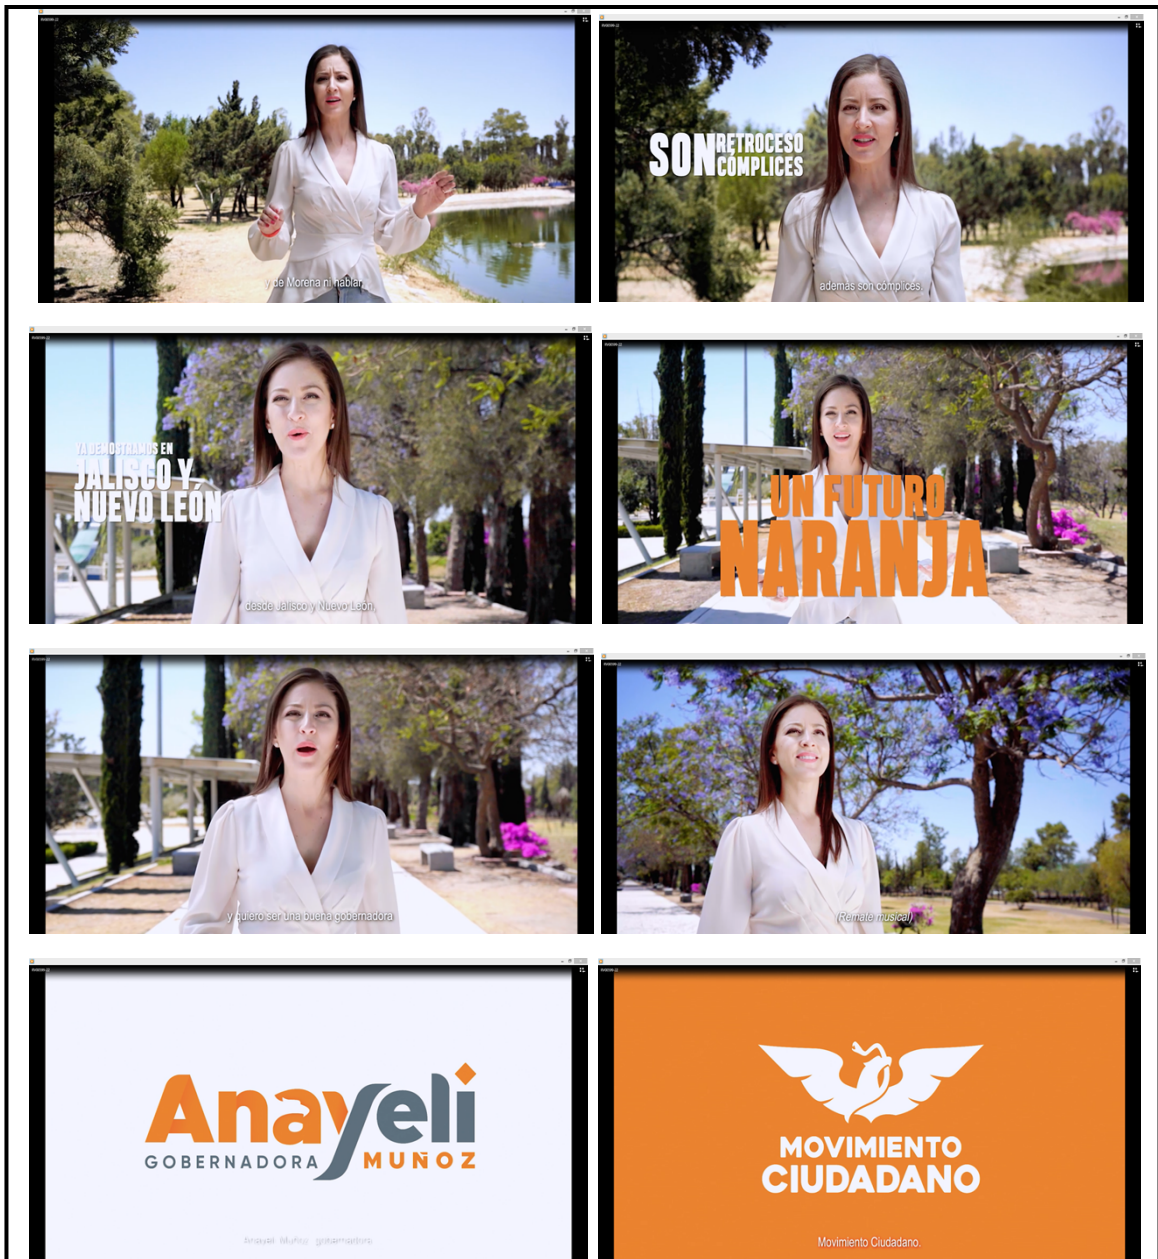 y de Morena ni hablar,
SON RETROCESO
CÓMPLICES
además son cómplices.
YA DEMOSTRAMOS EN
JALISCO Y
NUEVO LEÓN
desde Jalisco y Nuevo León,
UN FUTURO
NARANJA
y quiero ser una buena gobernadora
(Remate musical)
Anayeli
GOBERNADORA MUÑOZ
Anayeli Muñoz, gobernadora.
MOVIMIENTO
CIUDADANO
Movimiento Ciudadano.